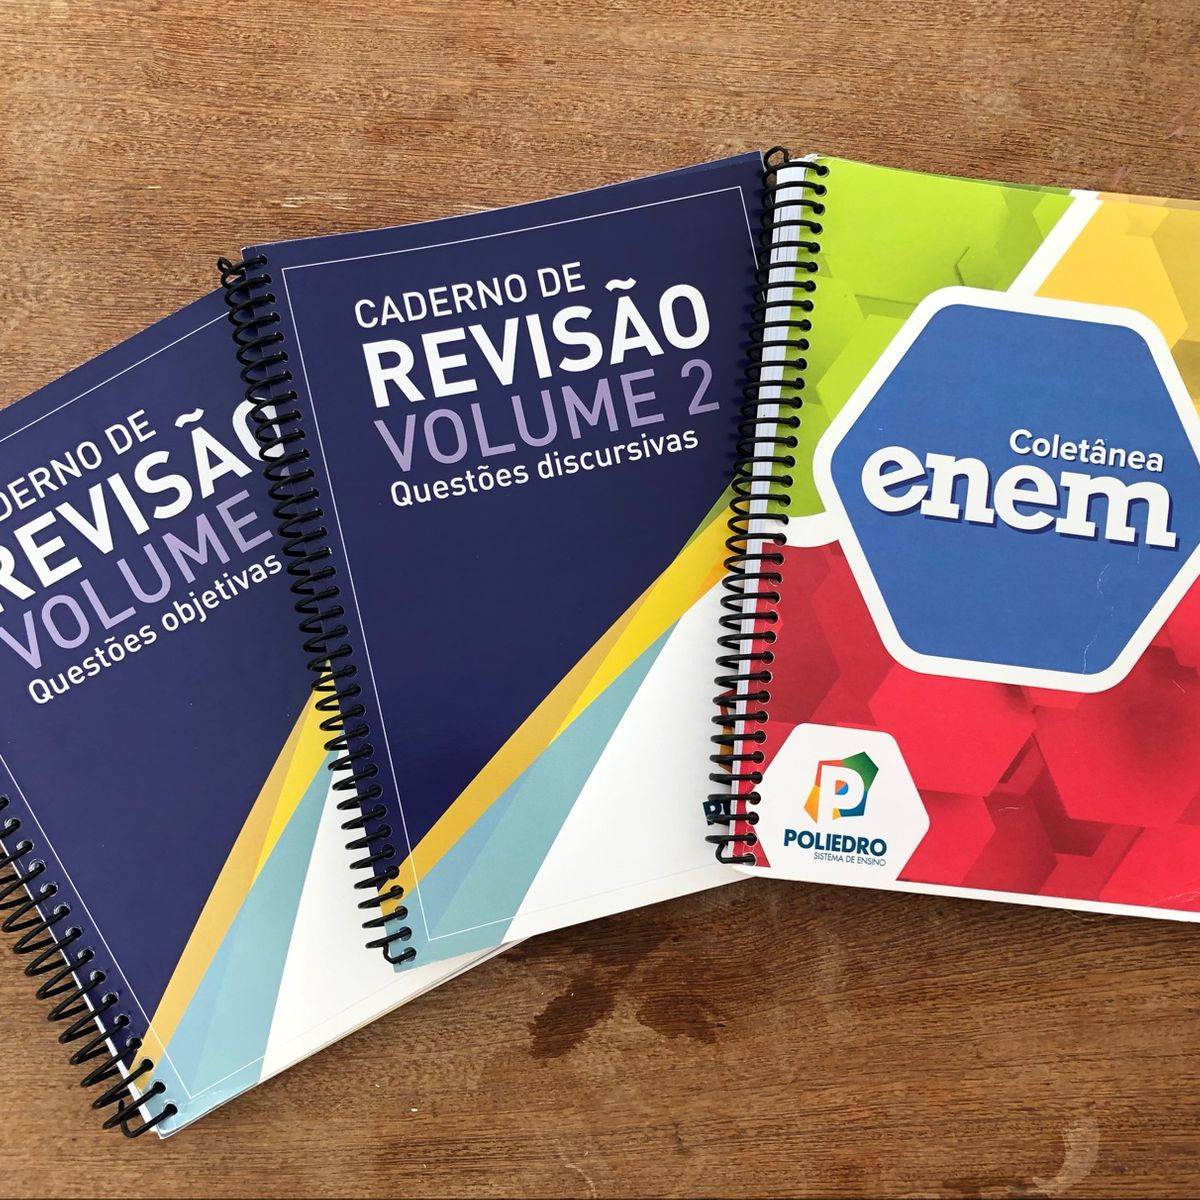 DERNO DE
REVISÃO
VOLUME
Questões objetivas
CADERNO DE
REVISÃO
VOLUME 2
Questões discursivas
Coletânea
enem
P
POLIEDRO
SISTEMA DE ENSINO